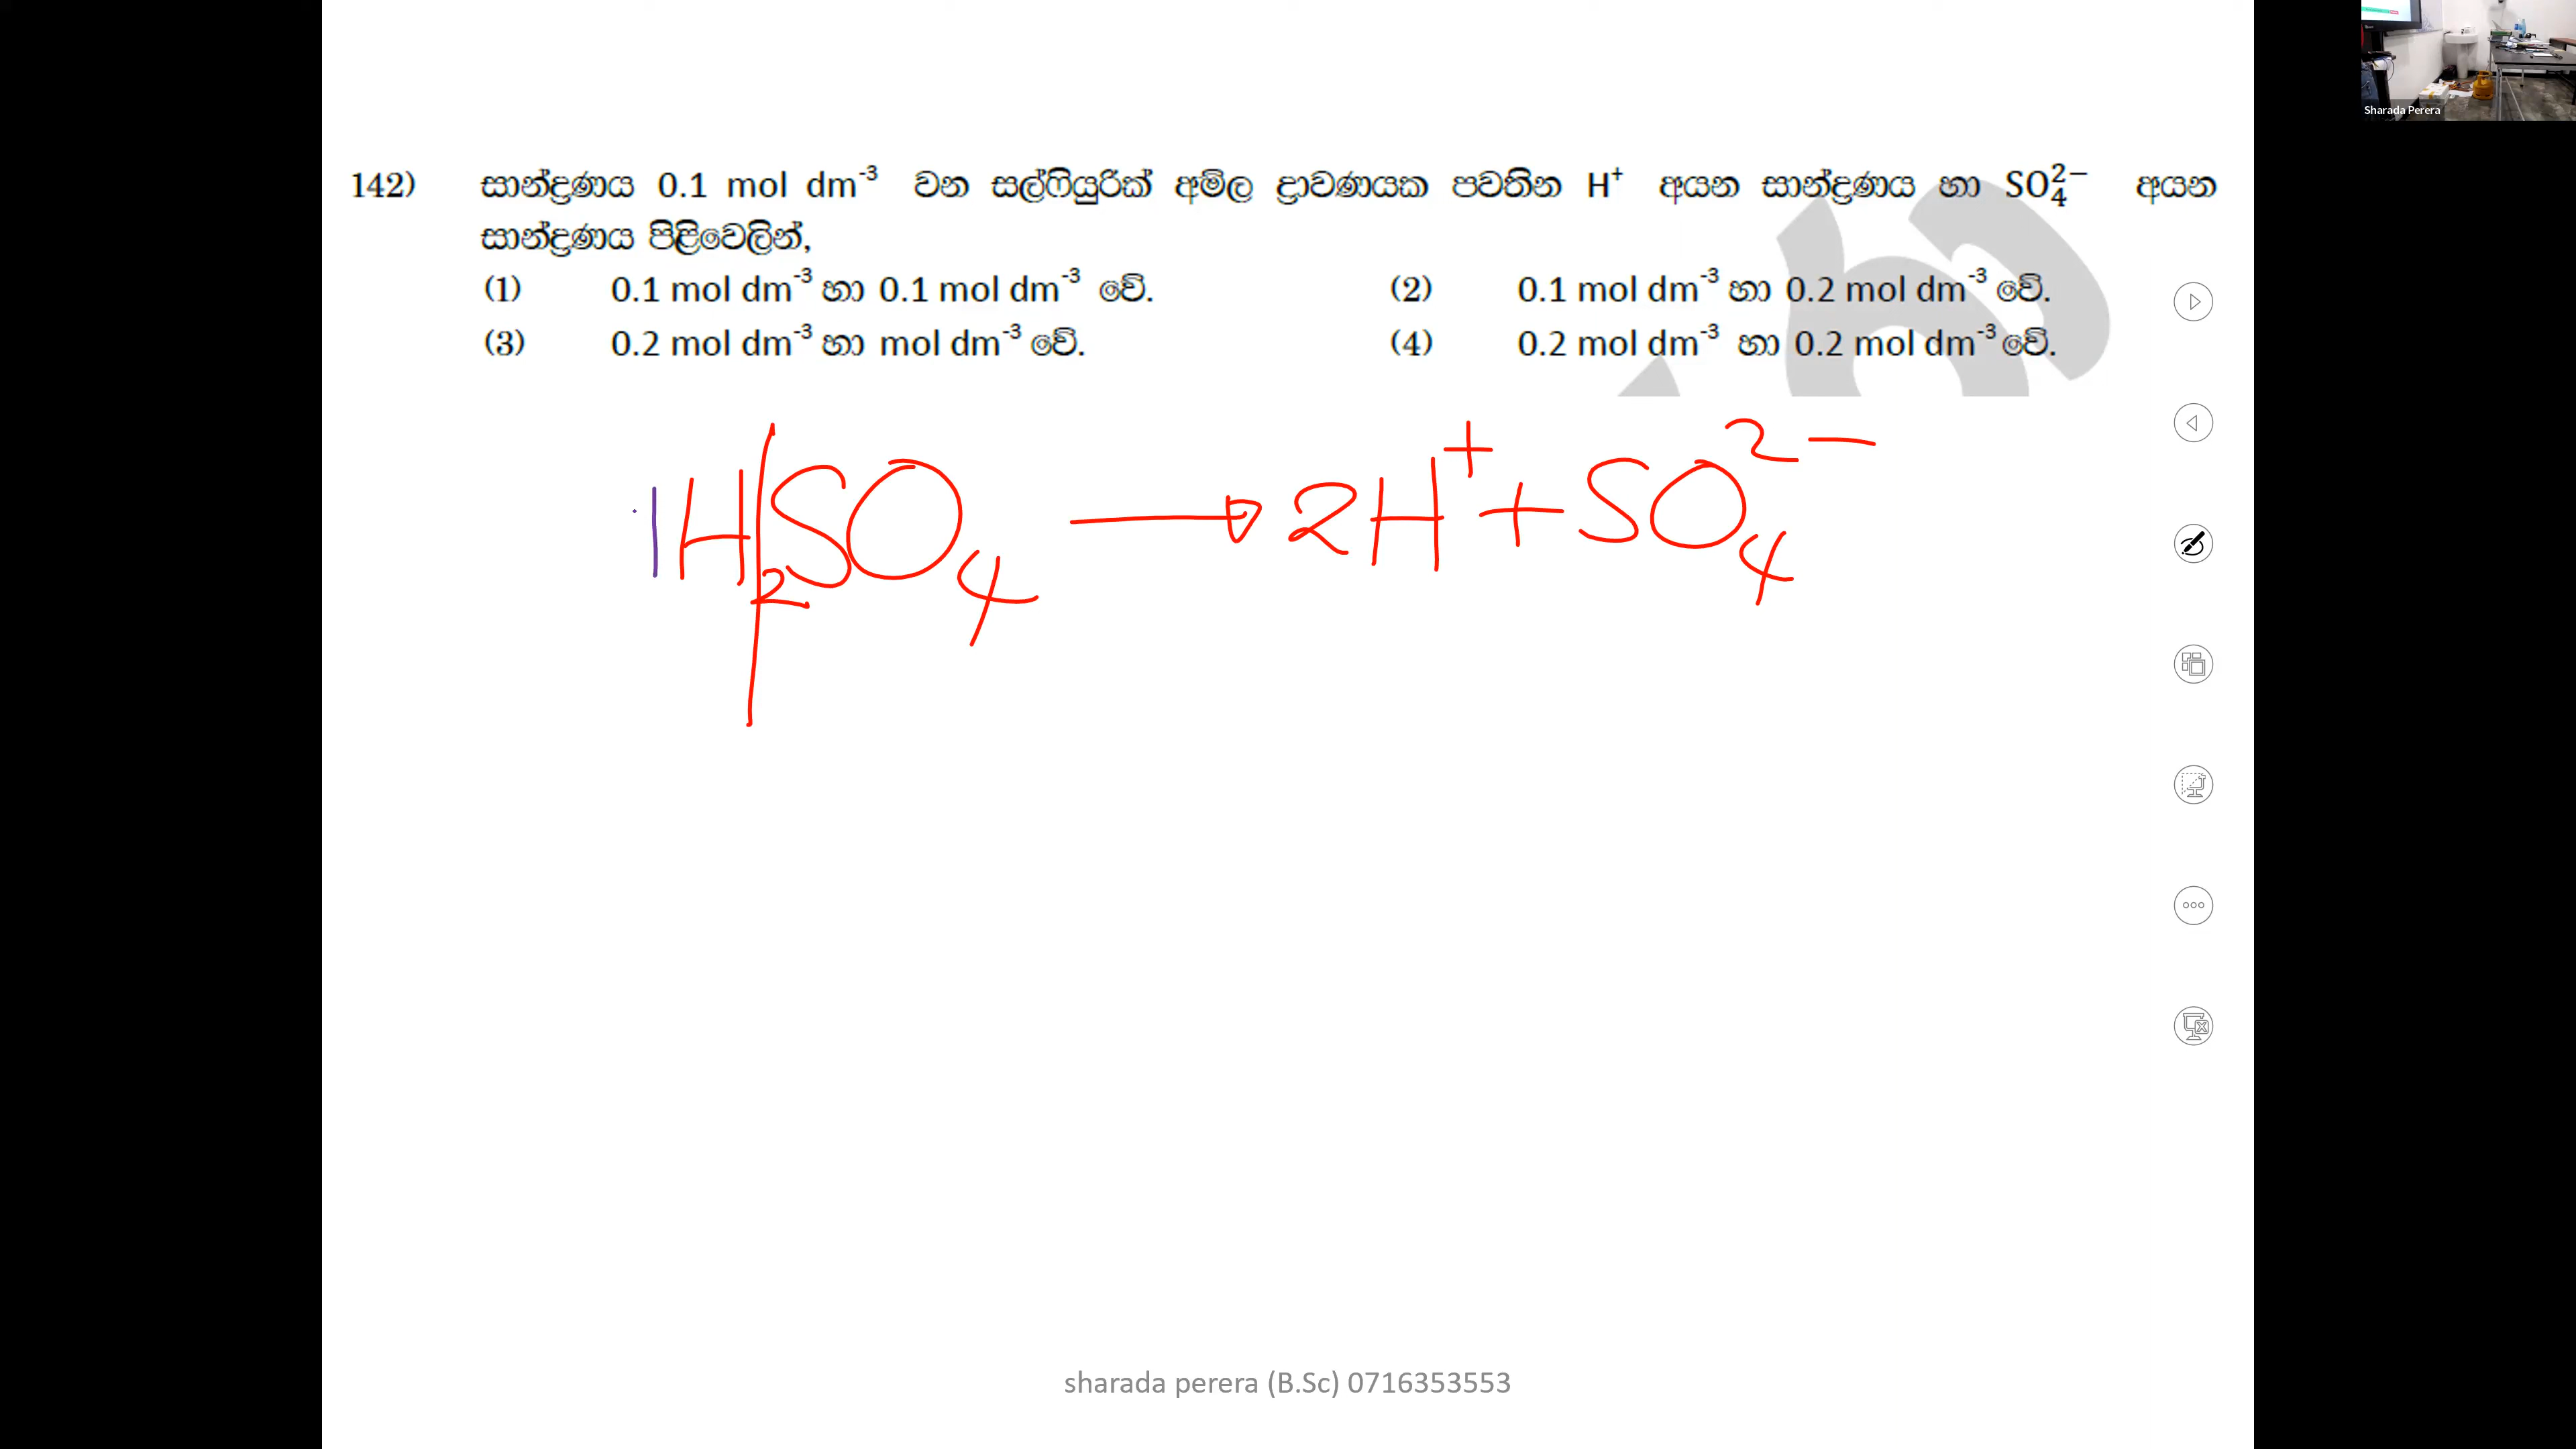 Sharada Perera
142) සාන්ද්‍රණය 0.1 mol dm⁻³ වන සල්ෆියුරික් අම්ල ද්‍රාවණයක පවතින H⁺ අයන සාන්ද්‍රණය හා SO₄²⁻ අයන
සාන්ද්‍රණය පිළිවෙලින්,
(1) 0.1 mol dm⁻³ හා 0.1 mol dm⁻³ වේ. (2) 0.1 mol dm⁻³ හා 0.2 mol dm⁻³ වේ.
(3) 0.2 mol dm⁻³ හා mol dm⁻³ වේ. (4) 0.2 mol dm⁻³ හා 0.2 mol dm⁻³ වේ.
1 H₂SO₄ → 2H⁺ + SO₄²⁻
sharada perera (B.Sc) 0716353553